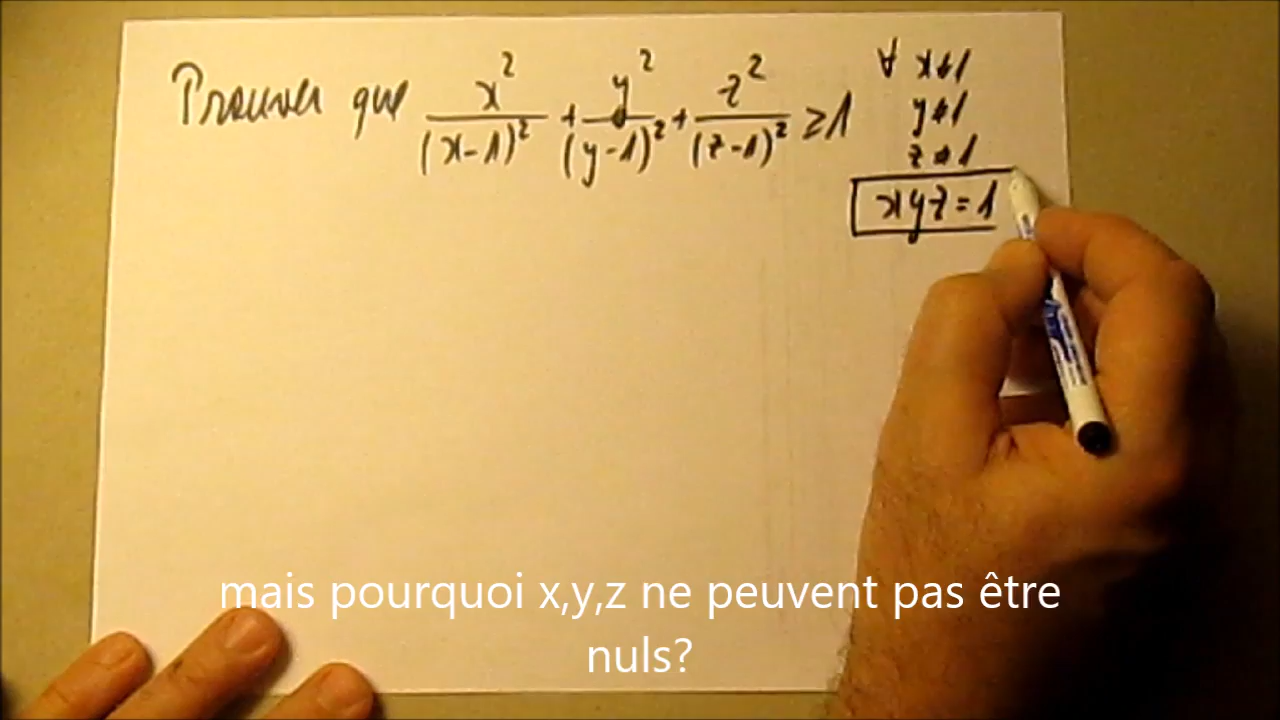 Prouver que x²/(x-1)² + y²/(y-1)² + z²/(z-1)² ≥ 1
∀ x≠1
y≠1
z≠1
xyz=1
mais pourquoi x,y,z ne peuvent pas être
nuls?